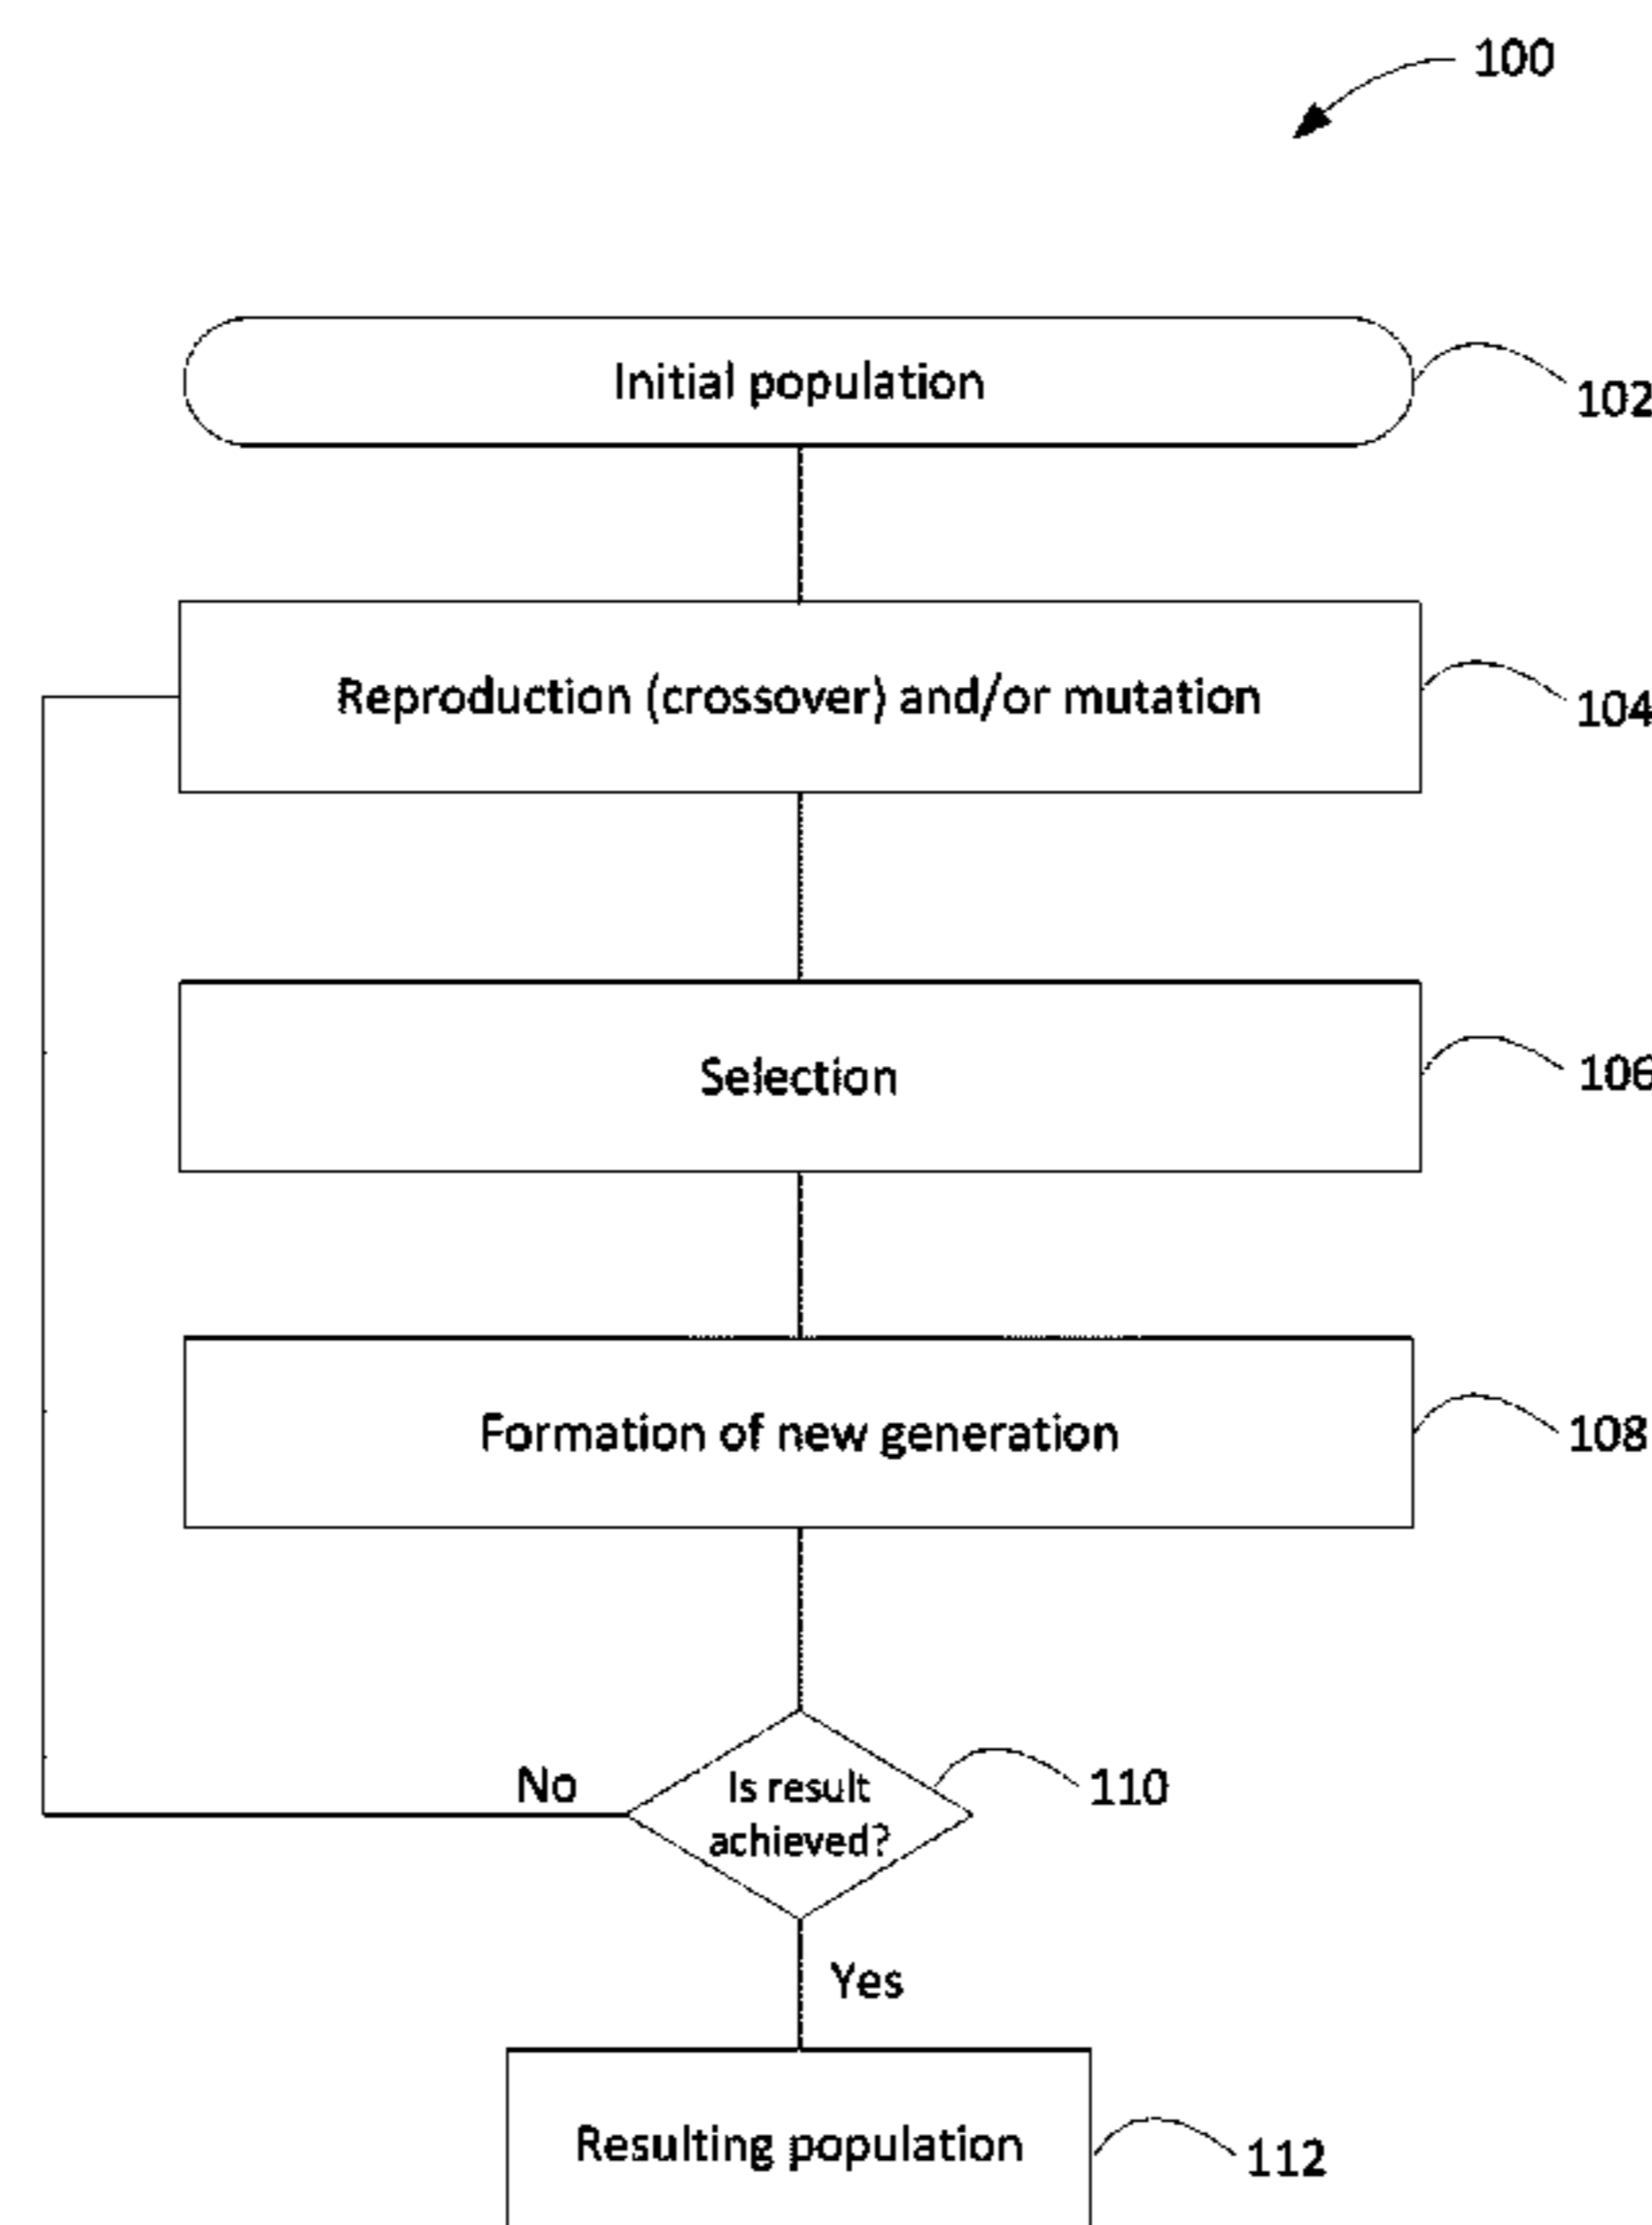 100
Initial population
102
Reproduction (crossover) and/or mutation
104
Selection
106
Formation of new generation
108
No
Is result
achieved?
110
Yes
Resulting population
112